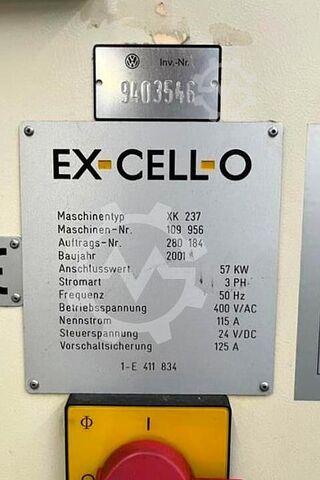 Inv.-Nr.
9403546
EX-CELL-O
Maschinentyp XK 237
Maschinen-Nr. 109 956
Auftrags-Nr. 280 184
Baujahr 2001
Anschlusswert 57 KW
Stromart 3 PH
Frequenz 50 Hz
Betriebsspannung 400 V/AC
Nennstrom 115 A
Steuerspannung 24 V/DC
Vorschaltsicherung 125 A
1-E 411 834
Φ I